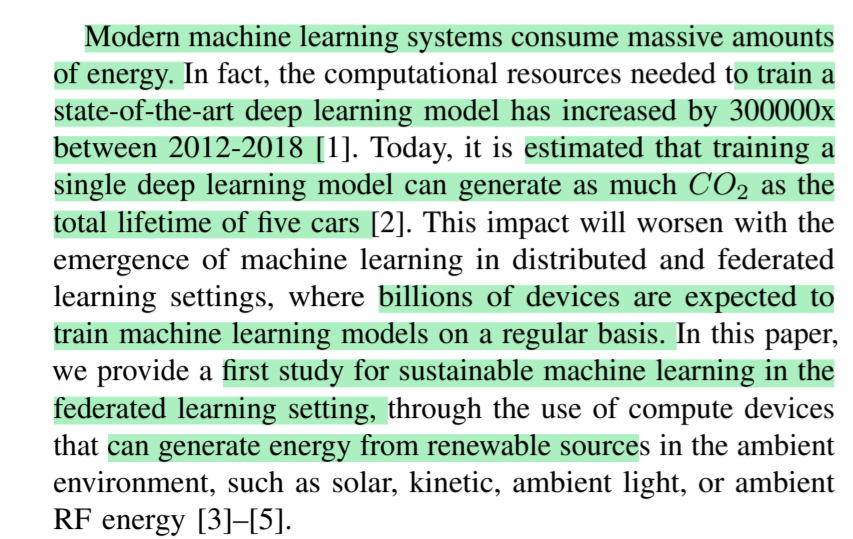 Modern machine learning systems consume massive amounts
of energy. In fact, the computational resources needed to train a
state-of-the-art deep learning model has increased by 300000x
between 2012-2018 [1]. Today, it is estimated that training a
single deep learning model can generate as much CO₂ as the
total lifetime of five cars [2]. This impact will worsen with the
emergence of machine learning in distributed and federated
learning settings, where billions of devices are expected to
train machine learning models on a regular basis. In this paper,
we provide a first study for sustainable machine learning in the
federated learning setting, through the use of compute devices
that can generate energy from renewable sources in the ambient
environment, such as solar, kinetic, ambient light, or ambient
RF energy [3]–[5].